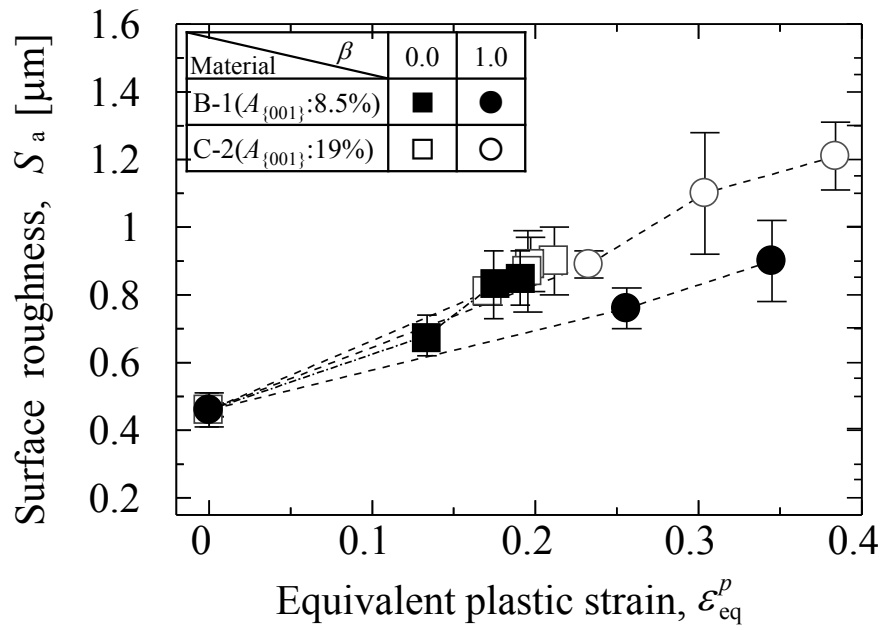 1.6
1.4
1.2
1
0.8
0.6
0.4
0.2
Surface roughness, S a [μm]
β
Material
0.0
1.0
B-1(A{001}:8.5%)
C-2(A{001}:19%)
0
0.1
0.2
0.3
0.4
Equivalent plastic strain, ε^p_eq